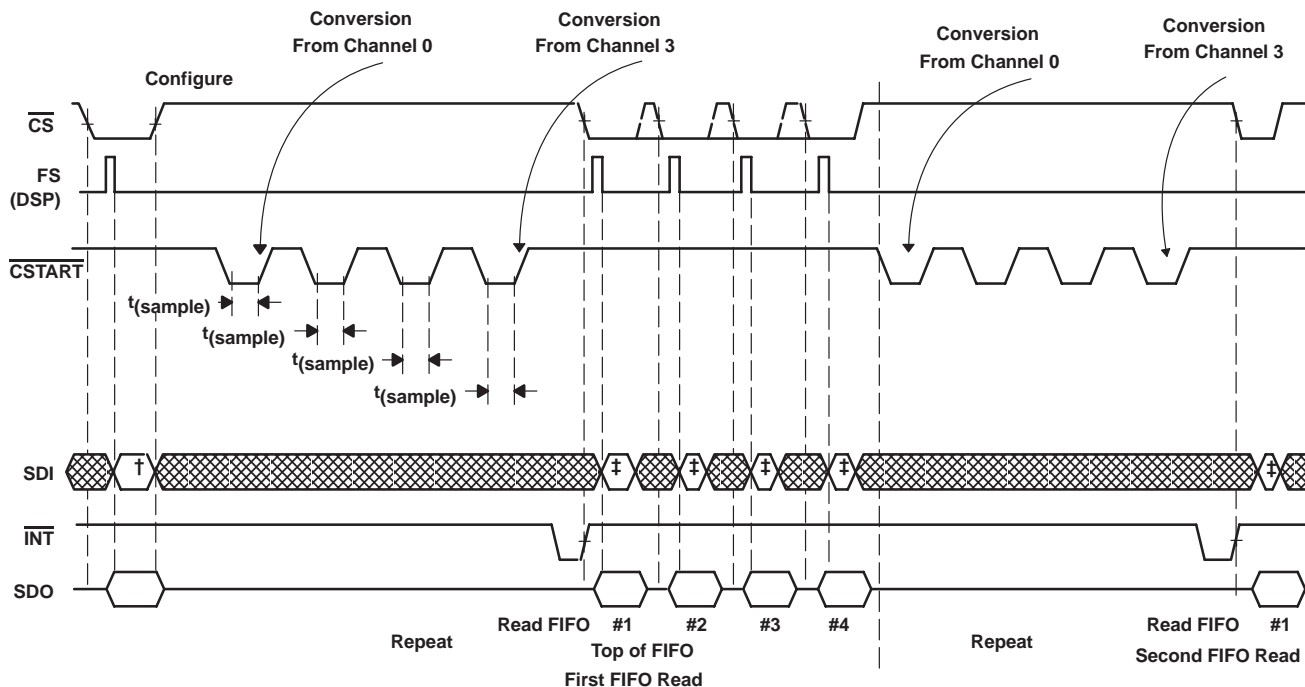 Conversion
From Channel 0
Conversion
From Channel 3
Conversion
From Channel 0
Conversion
From Channel 3
Configure
CS
FS
(DSP)
CSTART
t(sample)
t(sample)
t(sample)
t(sample)
SDI
†
‡
‡
‡
‡
‡
INT
SDO
Repeat
Read FIFO
#1
#2
#3
#4
Top of FIFO
First FIFO Read
Repeat
Read FIFO
#1
Second FIFO Read